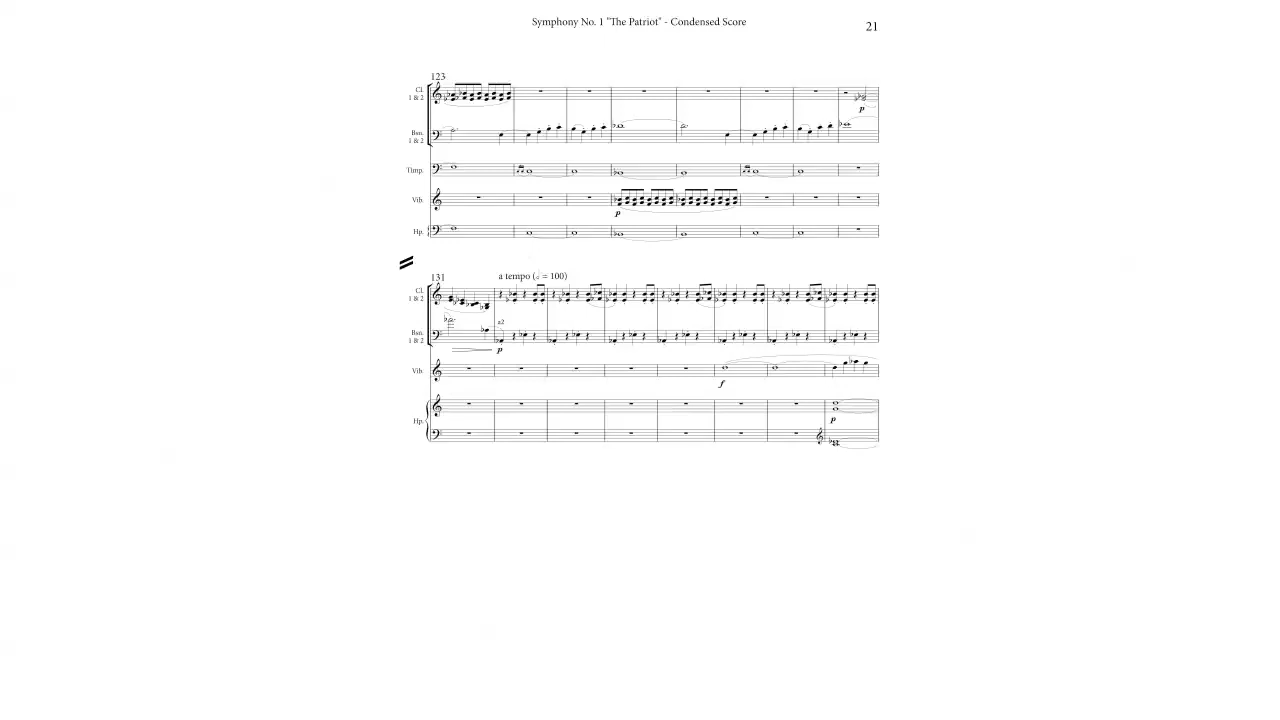 Symphony No. 1 "The Patriot" - Condensed Score
21
123
Cl.
1 & 2
p
Bsn.
1 & 2
Timp.
Vib.
p
Hp.
131
a tempo (𝅗𝅥 = 100)
Cl.
1 & 2
a2
Bsn.
1 & 2
p
Vib.
f
Hp.
p